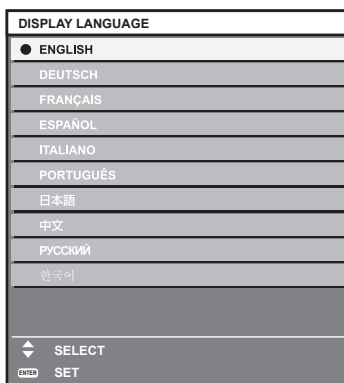 DISPLAY LANGUAGE
ENGLISH
DEUTSCH
FRANÇAIS
ESPAÑOL
ITALIANO
PORTUGUÊS
日本語
中文
РУССКИЙ
한국어
SELECT
ENTER SET